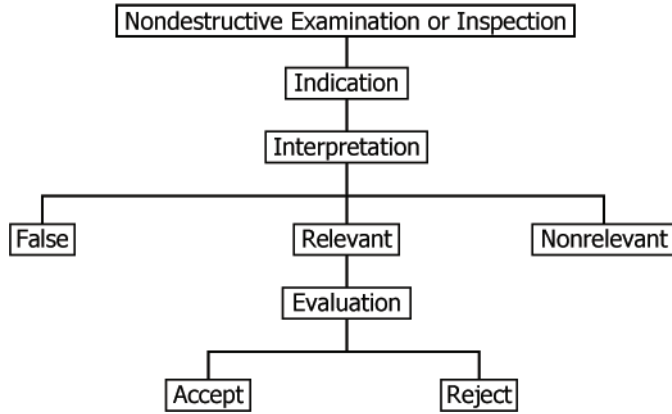 Nondestructive Examination or Inspection
Indication
Interpretation
False
Relevant
Nonrelevant
Evaluation
Accept
Reject